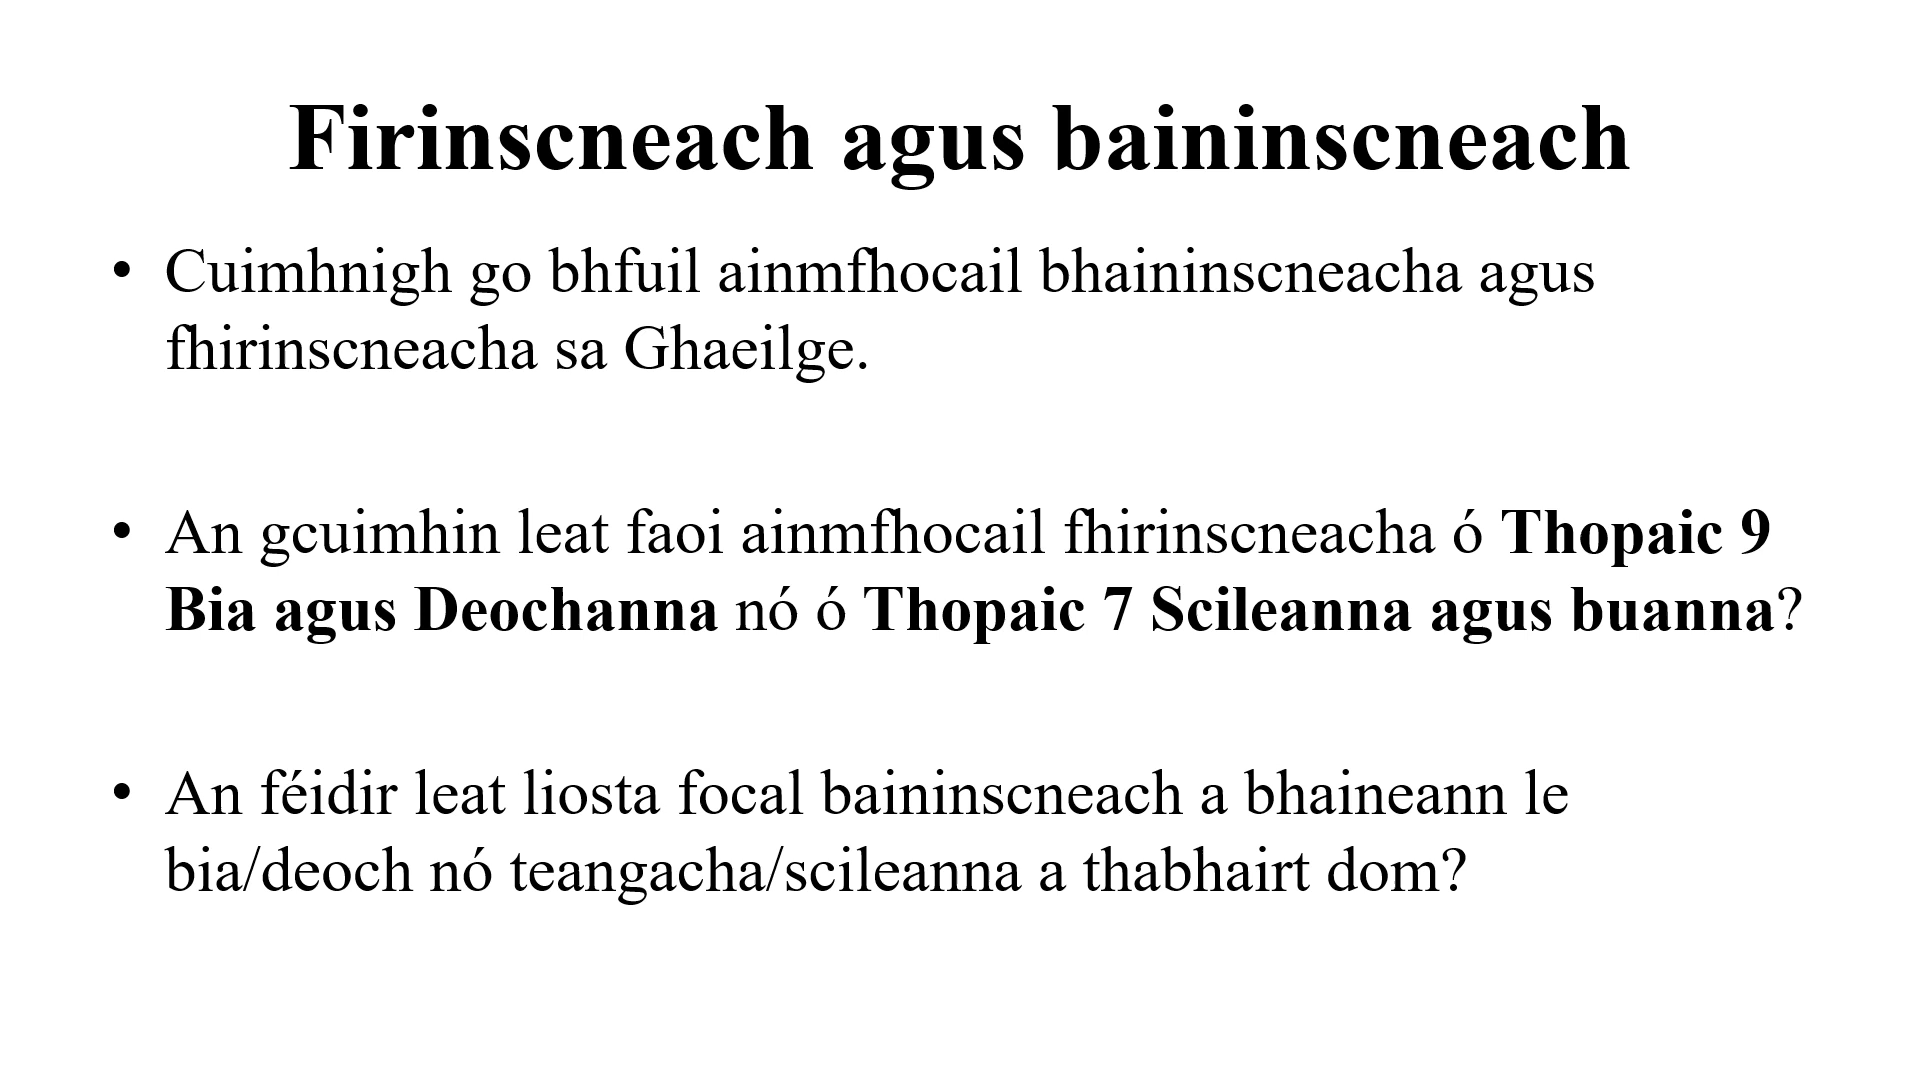 Firinscneach agus baininscneach
• Cuimhnigh go bhfuil ainmfhocail bhaininscneacha agus
fhirinscneacha sa Ghaeilge.
• An gcuimhin leat faoi ainmfhocail fhirinscneacha ó Thopaic 9
Bia agus Deochanna nó ó Thopaic 7 Scileanna agus buanna?
• An féidir leat liosta focal baininscneach a bhaineann le
bia/deoch nó teangacha/scileanna a thabhairt dom?